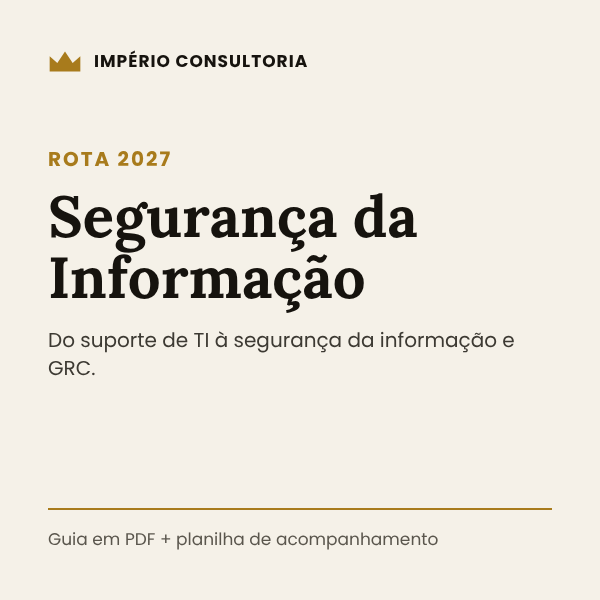 IMPÉRIO CONSULTORIA
ROTA 2027
Segurança da
Informação
Do suporte de TI à segurança da informação e
GRC.
Guia em PDF + planilha de acompanhamento